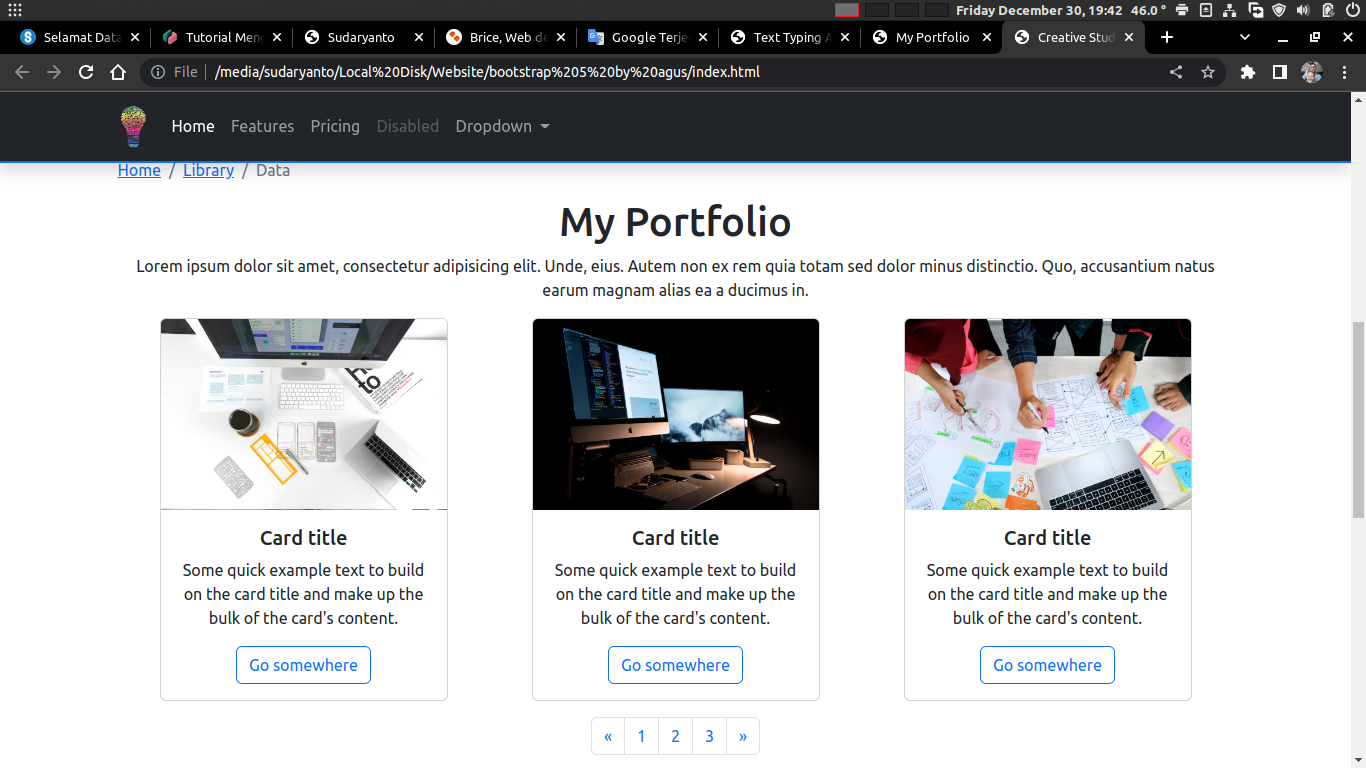 Friday December 30, 19:42 46.0 °
Selamat Data
Tutorial Meng
Sudaryanto
Brice, Web de
Google Terje
Text Typing A
My Portfolio
Creative Stud
File
/media/sudaryanto/Local%20Disk/Website/bootstrap%205%20by%20agus/index.html
Home Features Pricing Disabled Dropdown
Home / Library / Data
My Portfolio
Lorem ipsum dolor sit amet, consectetur adipisicing elit. Unde, eius. Autem non ex rem quia totam sed dolor minus distinctio. Quo, accusantium natus
earum magnam alias ea a ducimus in.
Card title
Some quick example text to build
on the card title and make up the
bulk of the card's content.
Go somewhere
Card title
Some quick example text to build
on the card title and make up the
bulk of the card's content.
Go somewhere
Card title
Some quick example text to build
on the card title and make up the
bulk of the card's content.
Go somewhere
« 1 2 3 »